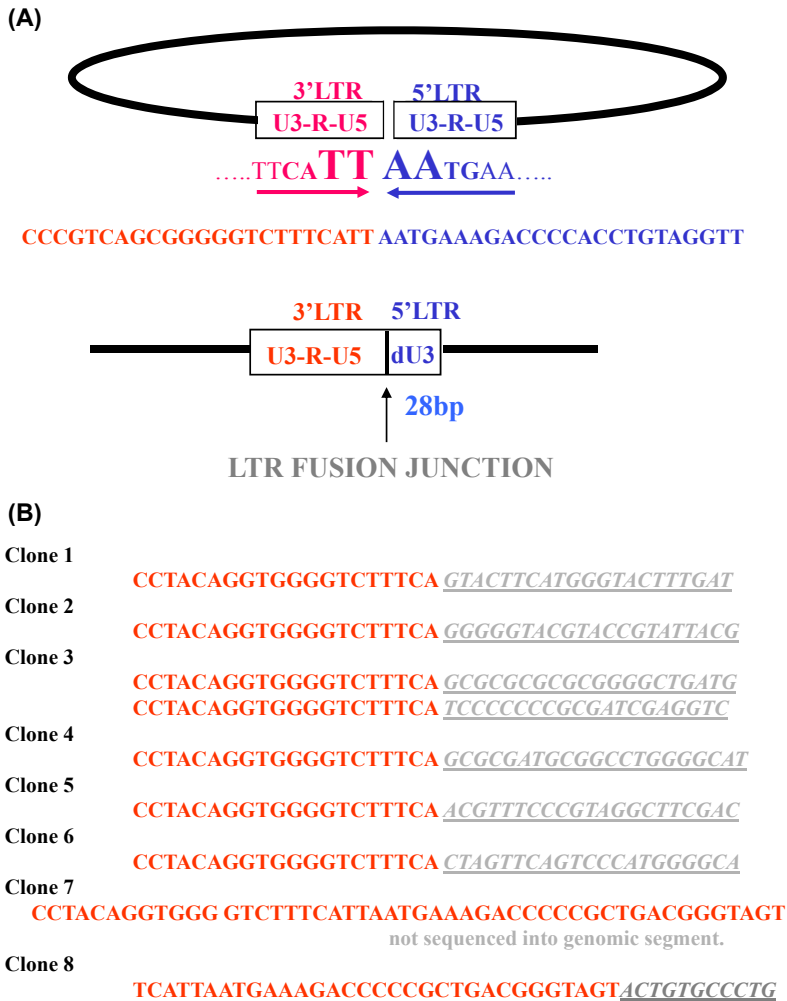 (A)
3'LTR 5'LTR
U3-R-U5 U3-R-U5
.....TTCATT AATGAA.....
CCCGTCAGCGGGGGTCTTTCATT AATGAAAGACCCCACCTGTAGGTT
3'LTR 5'LTR
U3-R-U5 dU3
28bp
LTR FUSION JUNCTION
(B)
Clone 1
CCTACAGGTGGGGTCTTTCA GTACTTCATGGGTACTTTGAT
Clone 2
CCTACAGGTGGGGTCTTTCA GGGGGTACGTACCGTATTACG
Clone 3
CCTACAGGTGGGGTCTTTCA GCGCGCGCGCGGGGCTGATG
CCTACAGGTGGGGTCTTTCA TCCCCCCCGCGATCGAGGTC
Clone 4
CCTACAGGTGGGGTCTTTCA GCGCGATGCGGCCTGGGGCAT
Clone 5
CCTACAGGTGGGGTCTTTCA ACGTTTCCCGTAGGCTTCGAC
Clone 6
CCTACAGGTGGGGTCTTTCA CTAGTTCAGTCCCATGGGGCA
Clone 7
CCTACAGGTGGG GTCTTTCATTAATGAAAGACCCCCGCTGACGGGTAGT
not sequenced into genomic segment.
Clone 8
TCATTAATGAAAGACCCCCGCTGACGGGTAGTACTGTGCCCTG